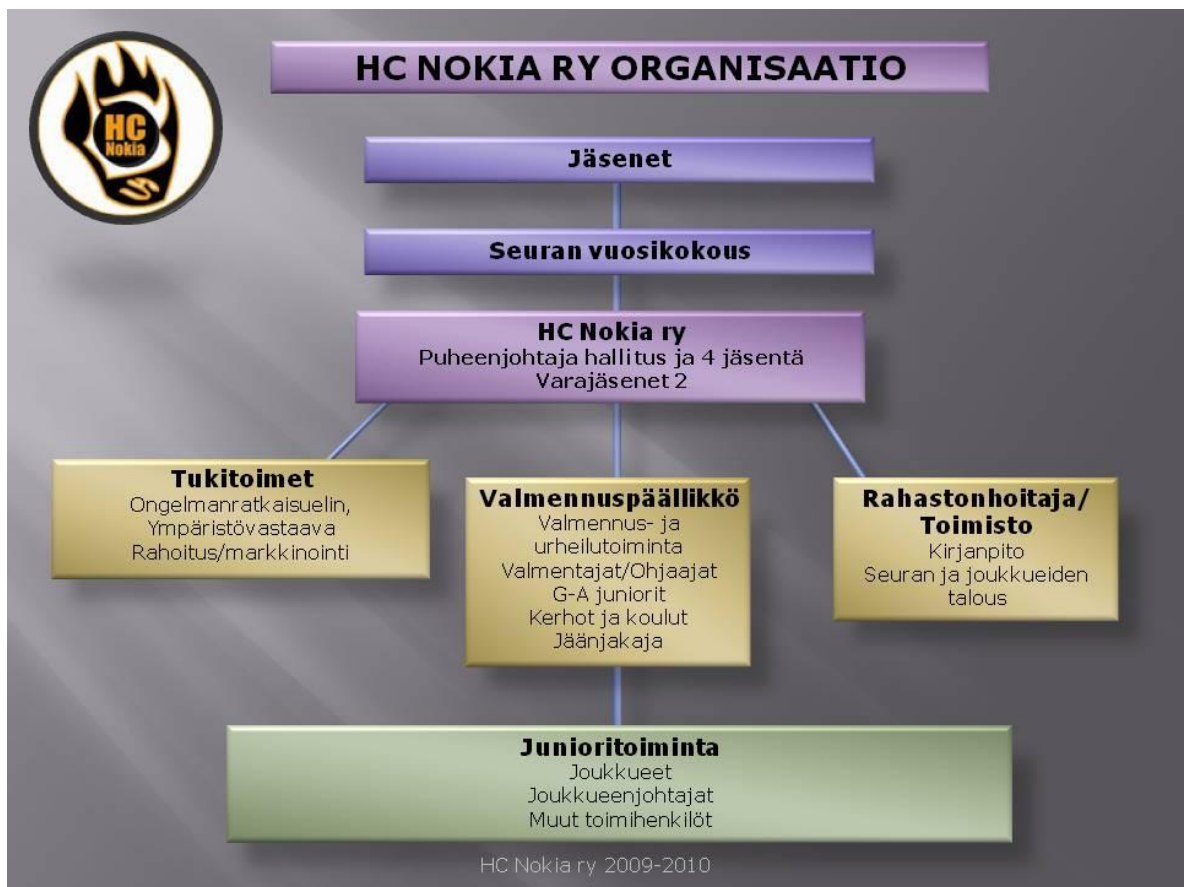 HC
Nokia
HC NOKIA RY ORGANISAATIO
Jäsenet
Seuran vuosikokous
HC Nokia ry
Puheenjohtaja hallitus ja 4 jäsentä
Varajäsenet 2
Tukitoimet
Ongelmanratkaisuelin,
Ympäristövastaava
Rahoitus/markkinointi
Valmennuspäällikkö
Valmennus- ja
urheilutoiminta
Valmentajat/Ohjaajat
G-A juniorit
Kerhot ja koulut
Jäänjakaja
Rahastonhoitaja/
Toimisto
Kirjanpito
Seuran ja joukkueiden
talous
Junioritoiminta
Joukkueet
Joukkueenjohtajat
Muut toimihenkilöt
HC Nokia ry 2009-2010